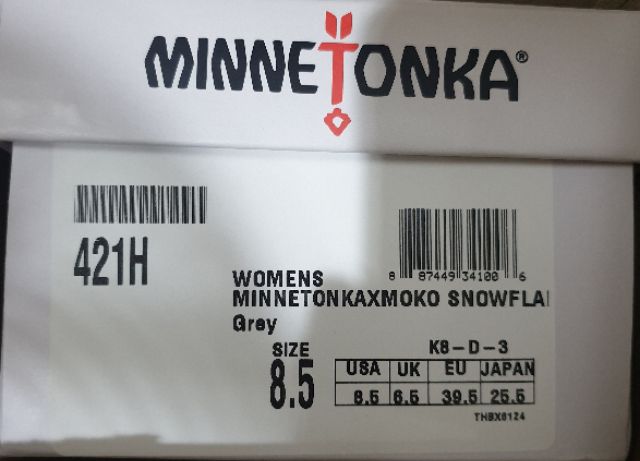 MINNETONKA®
421H
8 87449 34100 6
WOMENS
MINNETONKAXMOKO SNOWFLA
Grey
SIZE
8.5
K8-D-3
USA UK EU JAPAN
8.5 6.5 39.5 25.5
THBX0124